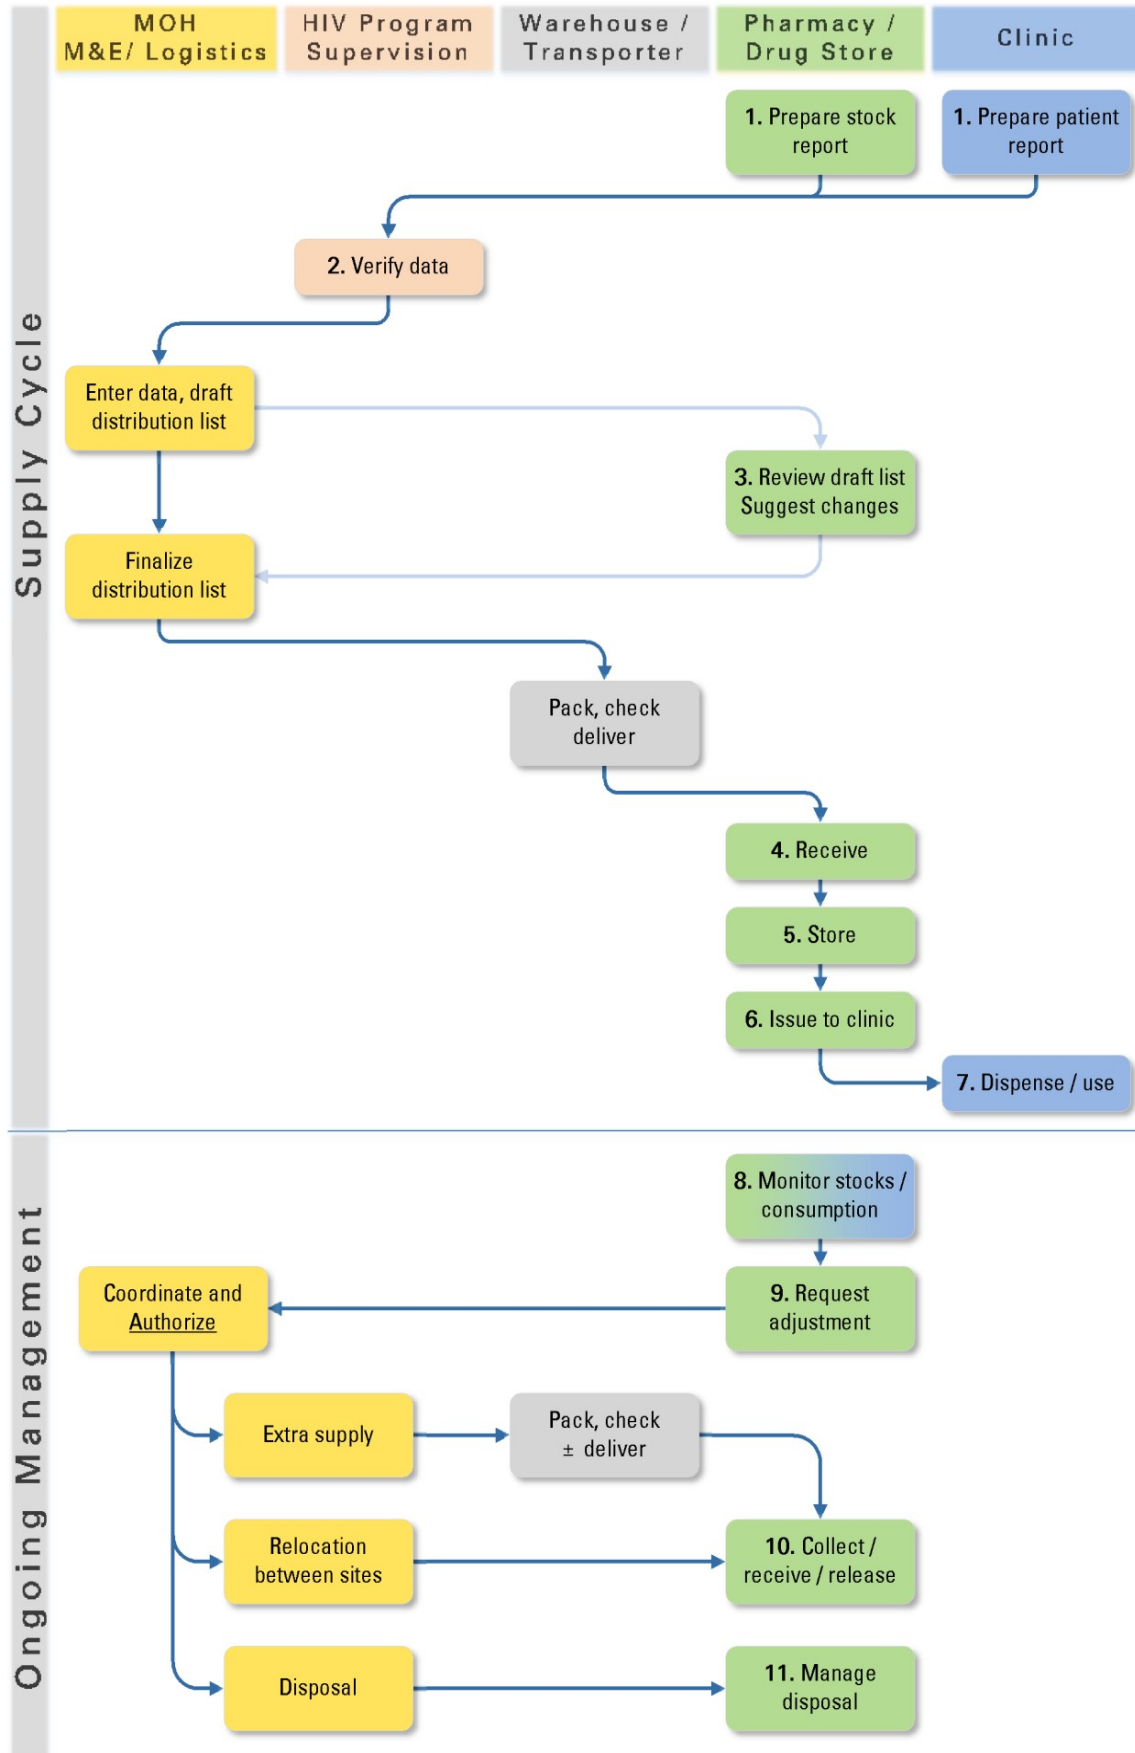 MOH
M&E/ Logistics
HIV Program
Supervision
Warehouse /
Transporter
Pharmacy /
Drug Store
Clinic
Supply Cycle
1. Prepare stock
report
1. Prepare patient
report
2. Verify data
Enter data, draft
distribution list
3. Review draft list
Suggest changes
Finalize
distribution list
Pack, check
deliver
4. Receive
5. Store
6. Issue to clinic
7. Dispense / use
Ongoing Management
8. Monitor stocks /
consumption
Coordinate and
Authorize
9. Request
adjustment
Extra supply
Pack, check
± deliver
Relocation
between sites
10. Collect /
receive / release
Disposal
11. Manage
disposal